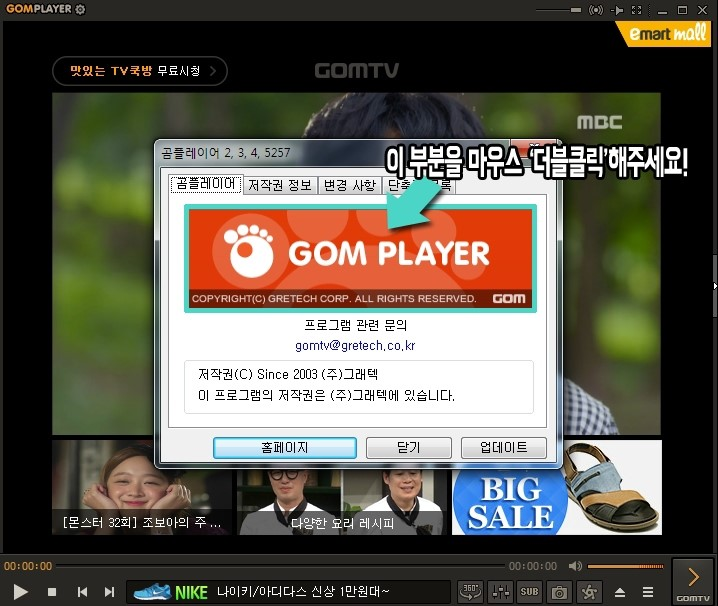 GOMPLAYER
emart mall
맛있는 TV쿡방 무료시청
GOMTV
MBC
곰플레이어 2, 3, 4, 5257
이 부분을 마우스 '더블클릭'해주세요!
곰플레이어 저작권 정보 변경 사항
GOM PLAYER
COPYRIGHT(C) GRETECH CORP. ALL RIGHTS RESERVED. GOM
프로그램 관련 문의
gomtv@gretech.co.kr
저작권(C) Since 2003 (주)그래텍
이 프로그램의 저작권은 (주)그래텍에 있습니다.
홈페이지 닫기 업데이트
[몬스터 32회] 조보아의 주 ...
다양한 요리 레시피
BIG
SALE
00:00:00
00:00:00
NIKE 나이키/아디다스 신상 1만원대~
360°
SUB
GOMTV